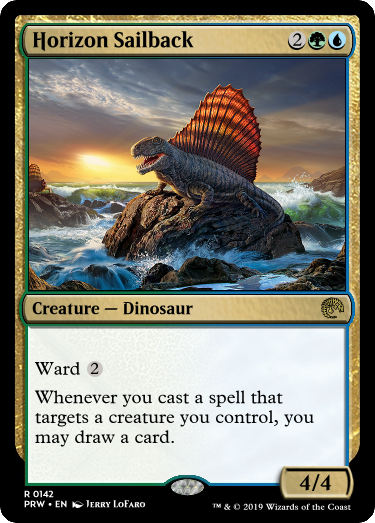 Horizon Sailback 2
Creature — Dinosaur
Ward 2
Whenever you cast a spell that
targets a creature you control, you
may draw a card.
4/4
R 0142
PRW • EN Jerry LoFaro
™ & © 2019 Wizards of the Coast